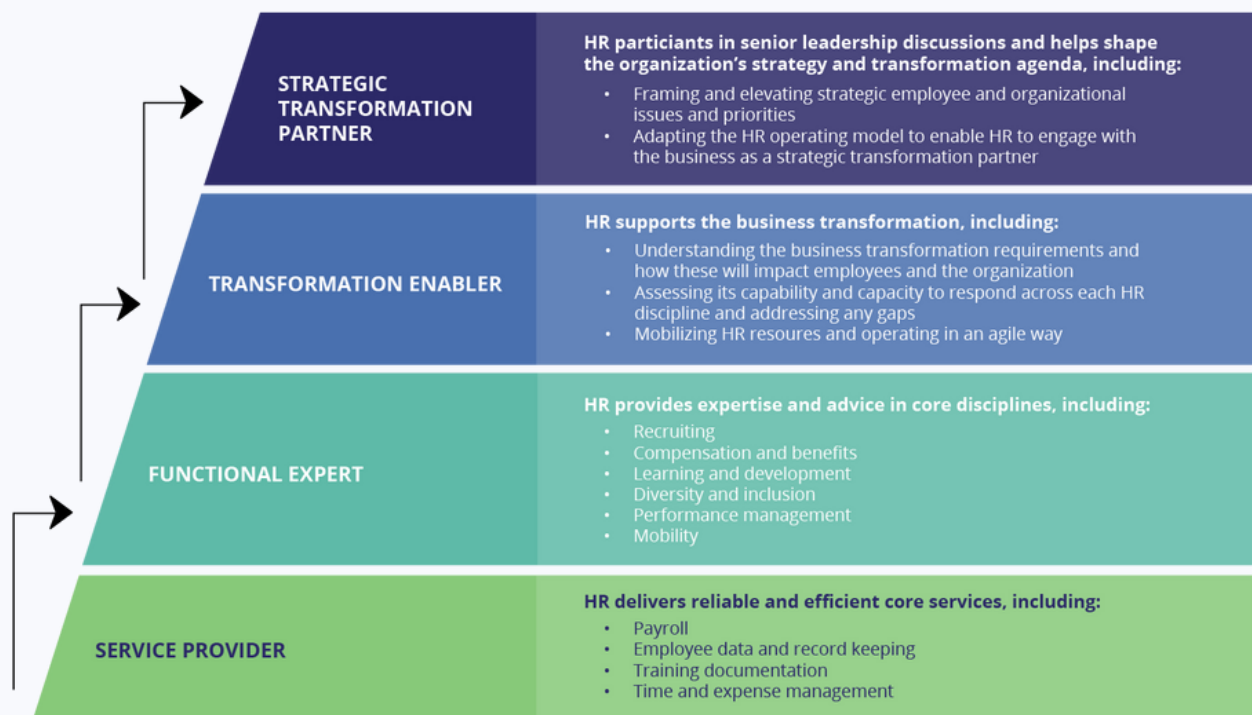 STRATEGIC
TRANSFORMATION
PARTNER
HR particiants in senior leadership discussions and helps shape
the organization's strategy and transformation agenda, including:
• Framing and elevating strategic employee and organizational
issues and priorities
• Adapting the HR operating model to enable HR to engage with
the business as a strategic transformation partner
TRANSFORMATION ENABLER
HR supports the business transformation, including:
• Understanding the business transformation requirements and
how these will impact employees and the organization
• Assessing its capability and capacity to respond across each HR
discipline and addressing any gaps
• Mobilizing HR resoures and operating in an agile way
FUNCTIONAL EXPERT
HR provides expertise and advice in core disciplines, including:
• Recruiting
• Compensation and benefits
• Learning and development
• Diversity and inclusion
• Performance management
• Mobility
SERVICE PROVIDER
HR delivers reliable and efficient core services, including:
• Payroll
• Employee data and record keeping
• Training documentation
• Time and expense management